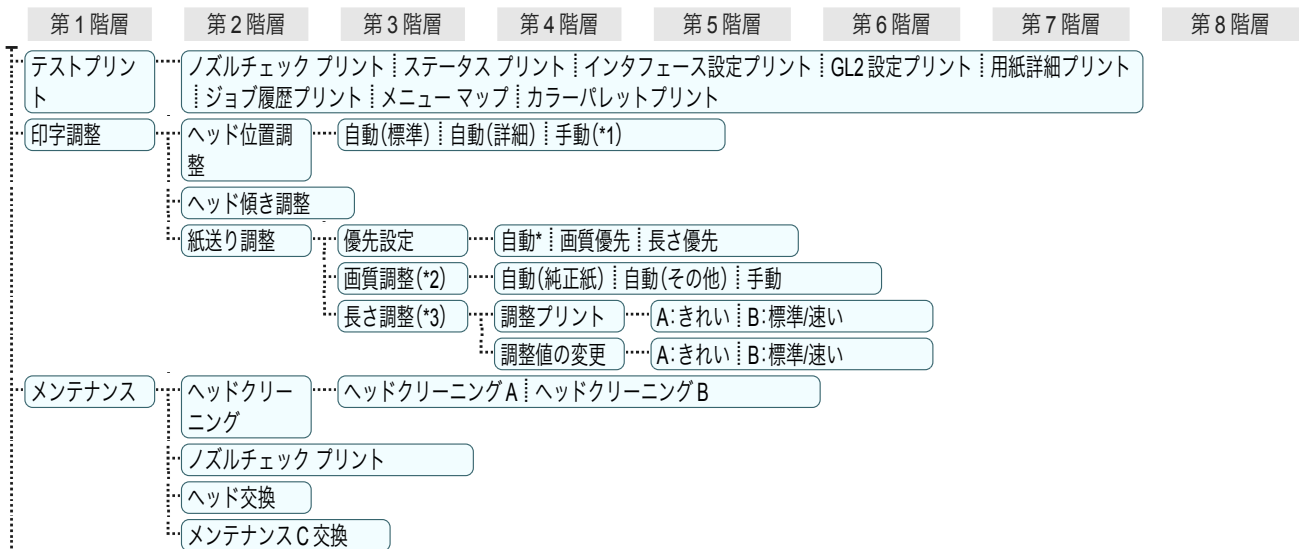 第1階層 第2階層 第3階層 第4階層 第5階層 第6階層 第7階層 第8階層
テストプリン
ト
ノズルチェック プリント┊ステータス プリント┊インタフェース設定プリント┊GL2 設定プリント┊用紙詳細プリント
┊ジョブ履歴プリント┊メニュー マップ┊カラーパレットプリント
印字調整
ヘッド位置調
整
自動(標準)┊自動(詳細)┊手動(*1)
ヘッド傾き調整
紙送り調整
優先設定
自動*┊画質優先┊長さ優先
画質調整(*2)
自動(純正紙)┊自動(その他)┊手動
長さ調整(*3)
調整プリント
A:きれい┊B:標準/速い
調整値の変更
A:きれい┊B:標準/速い
メンテナンス
ヘッドクリー
ニング
ヘッドクリーニング A┊ヘッドクリーニング B
ノズルチェック プリント
ヘッド交換
メンテナンス C 交換